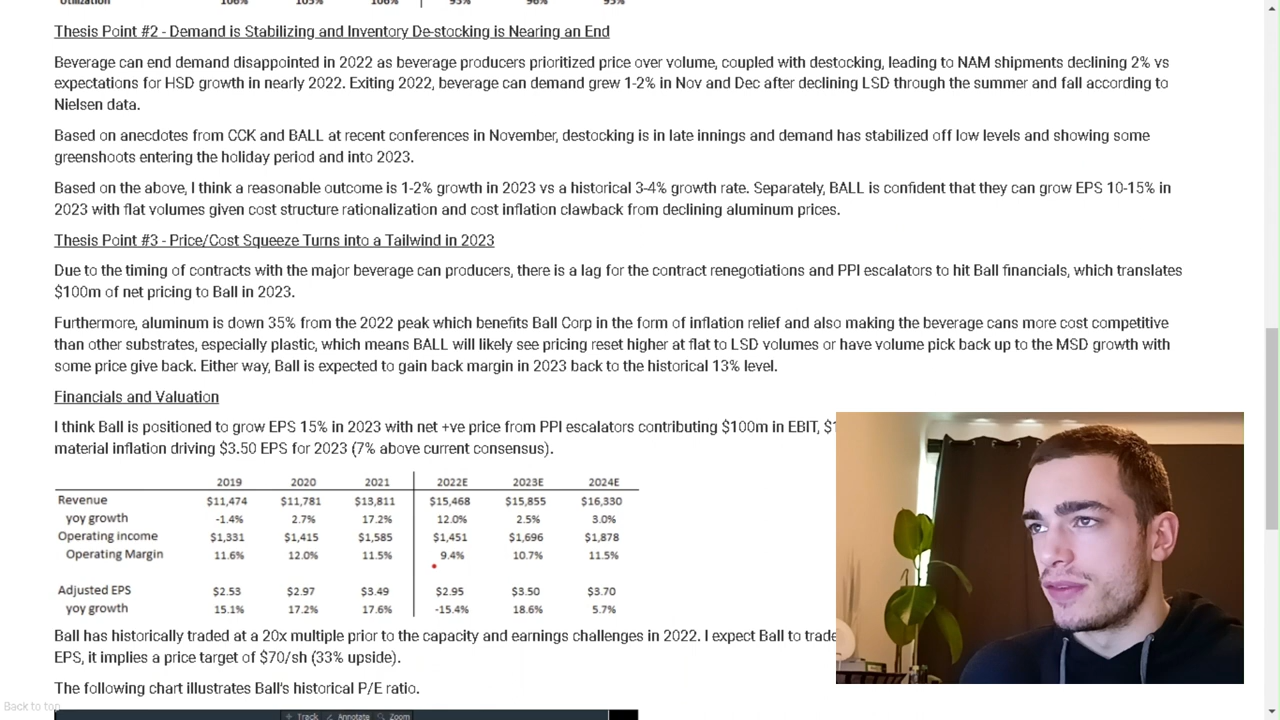 Utilization 106% 105% 106% 95% 96% 95%
Thesis Point #2 - Demand is Stabilizing and Inventory De-stocking is Nearing an End
Beverage can end demand disappointed in 2022 as beverage producers prioritized price over volume, coupled with destocking, leading to NAM shipments declining 2% vs
expectations for HSD growth in nearly 2022. Exiting 2022, beverage can demand grew 1-2% in Nov and Dec after declining LSD through the summer and fall according to
Nielsen data.
Based on anecdotes from CCK and BALL at recent conferences in November, destocking is in late innings and demand has stabilized off low levels and showing some
greenshoots entering the holiday period and into 2023.
Based on the above, I think a reasonable outcome is 1-2% growth in 2023 vs a historical 3-4% growth rate. Separately, BALL is confident that they can grow EPS 10-15% in
2023 with flat volumes given cost structure rationalization and cost inflation clawback from declining aluminum prices.
Thesis Point #3 - Price/Cost Squeeze Turns into a Tailwind in 2023
Due to the timing of contracts with the major beverage can producers, there is a lag for the contract renegotiations and PPI escalators to hit Ball financials, which translates
$100m of net pricing to Ball in 2023.
Furthermore, aluminum is down 35% from the 2022 peak which benefits Ball Corp in the form of inflation relief and also making the beverage cans more cost competitive
than other substrates, especially plastic, which means BALL will likely see pricing reset higher at flat to LSD volumes or have volume pick back up to the MSD growth with
some price give back. Either way, Ball is expected to gain back margin in 2023 back to the historical 13% level.
Financials and Valuation
I think Ball is positioned to grow EPS 15% in 2023 with net +ve price from PPI escalators contributing $100m in EBIT,
material inflation driving $3.50 EPS for 2023 (7% above current consensus).
2019 2020 2021 2022E 2023E 2024E
Revenue $11,474 $11,781 $13,811 $15,468 $15,855 $16,330
yoy growth -1.4% 2.7% 17.2% 12.0% 2.5% 3.0%
Operating income $1,331 $1,415 $1,585 $1,451 $1,696 $1,878
Operating Margin 11.6% 12.0% 11.5% 9.4% 10.7% 11.5%
Adjusted EPS $2.53 $2.97 $3.49 $2.95 $3.50 $3.70
yoy growth 15.1% 17.2% 17.6% -15.4% 18.6% 5.7%
Ball has historically traded at a 20x multiple prior to the capacity and earnings challenges in 2022. I expect Ball to trade
EPS, it implies a price target of $70/sh (33% upside).
The following chart illustrates Ball's historical P/E ratio.
Back to top
Track Annotate Zoom